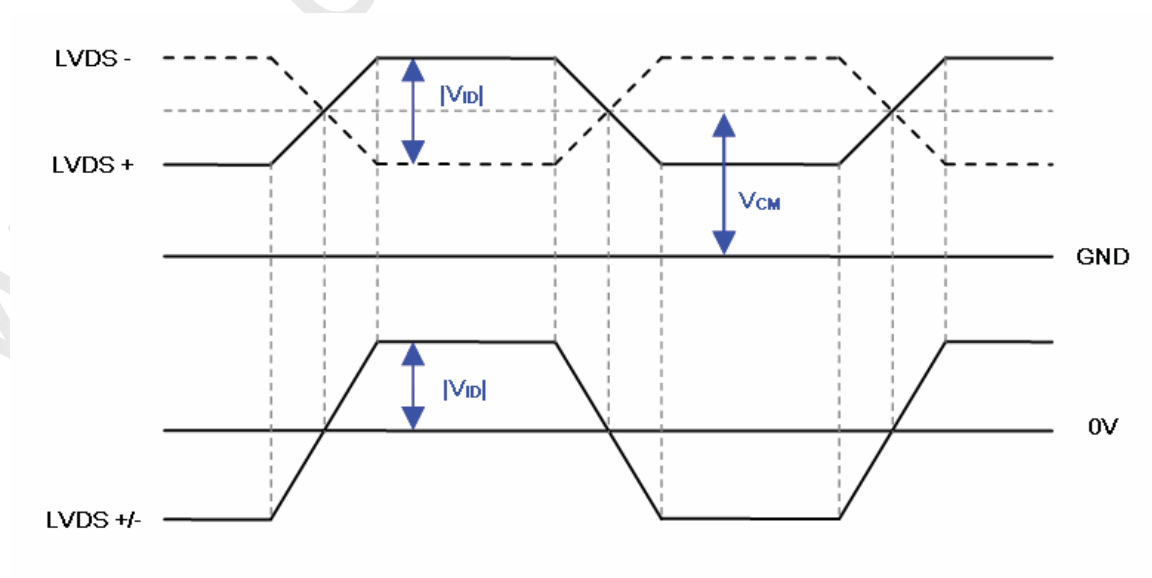 LVDS -
|VID|
LVDS +
VCM
GND
|VID|
0V
LVDS +/-